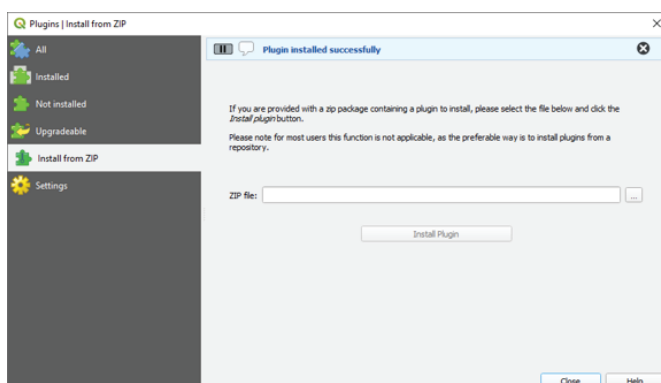 Plugins | Install from ZIP
All
Installed
Not installed
Upgradeable
Install from ZIP
Settings
Plugin installed successfully
If you are provided with a zip package containing a plugin to install, please select the file below and click the
Install plugin button.
Please note for most users this function is not applicable, as the preferable way is to install plugins from a
repository.
ZIP file:
...
Install Plugin
Close
Help